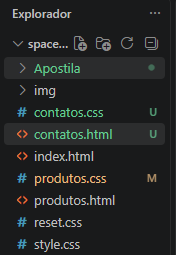 Explorador
space...
Apostila
img
contatos.css U
contatos.html U
index.html
produtos.css M
produtos.html
reset.css
style.css